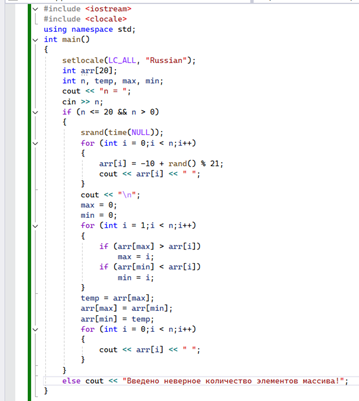 #include <iostream>
#include <clocale>
using namespace std;
int main()
{
setlocale(LC_ALL, "Russian");
int arr[20];
int n, temp, max, min;
cout << "n = ";
cin >> n;
if (n <= 20 && n > 0)
{
srand(time(NULL));
for (int i = 0;i < n;i++)
{
arr[i] = -10 + rand() % 21;
cout << arr[i] << " ";
}
cout << "\n";
max = 0;
min = 0;
for (int i = 1;i < n;i++)
{
if (arr[max] > arr[i])
max = i;
if (arr[min] < arr[i])
min = i;
}
temp = arr[max];
arr[max] = arr[min];
arr[min] = temp;
for (int i = 0;i < n;i++)
{
cout << arr[i] << " ";
}
}
else cout << "Введено неверное количество элементов массива!";
}